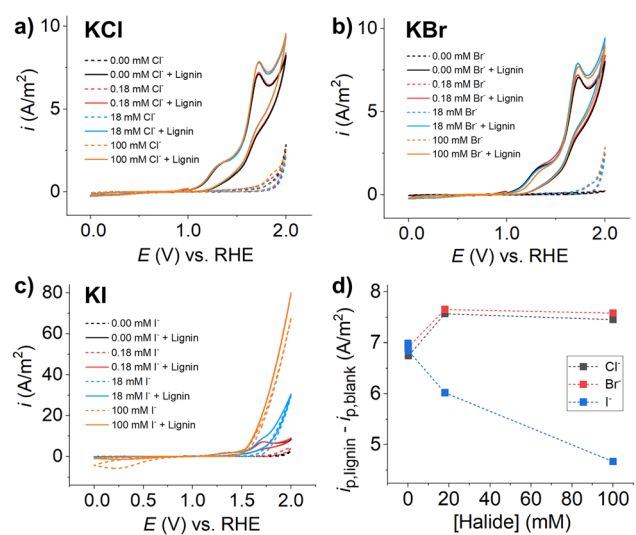 a) KCl
10
5
0
i (A/m²)
0.00 mM Cl⁻
0.00 mM Cl⁻ + Lignin
0.18 mM Cl⁻
0.18 mM Cl⁻ + Lignin
18 mM Cl⁻
18 mM Cl⁻ + Lignin
100 mM Cl⁻
100 mM Cl⁻ + Lignin
0.0 1.0 2.0
E (V) vs. RHE
b) KBr
10
5
0
i (A/m²)
0.00 mM Br⁻
0.00 mM Br⁻ + Lignin
0.18 mM Br⁻
0.18 mM Br⁻ + Lignin
18 mM Br⁻
18 mM Br⁻ + Lignin
100 mM Br⁻
100 mM Br⁻ + Lignin
0.0 1.0 2.0
E (V) vs. RHE
c) KI
80
60
40
20
0
i (A/m²)
0.00 mM I⁻
0.00 mM I⁻ + Lignin
0.18 mM I⁻
0.18 mM I⁻ + Lignin
18 mM I⁻
18 mM I⁻ + Lignin
100 mM I⁻
100 mM I⁻ + Lignin
0.0 0.5 1.0 1.5 2.0
E (V) vs. RHE
d)
8
7
6
5
i_p,lignin - i_p,blank (A/m²)
Cl⁻
Br⁻
I⁻
0 20 40 60 80 100
[Halide] (mM)